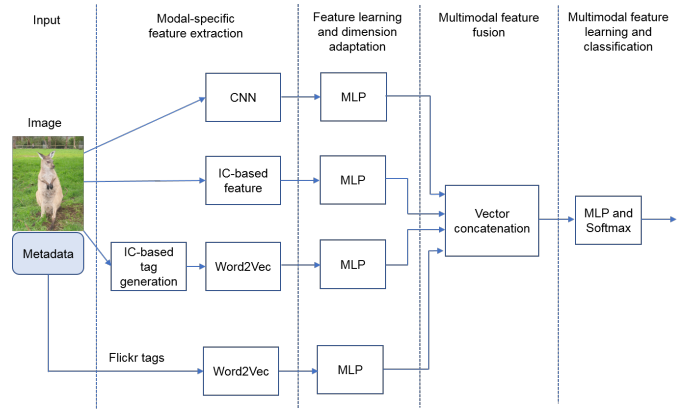 Input
Modal-specific
feature extraction
Feature learning
and dimension
adaptation
Multimodal feature
fusion
Multimodal feature
learning and
classification
Image
CNN
MLP
IC-based
feature
MLP
Vector
concatenation
MLP and
Softmax
Metadata
IC-based
tag
generation
Word2Vec
MLP
Flickr tags
Word2Vec
MLP